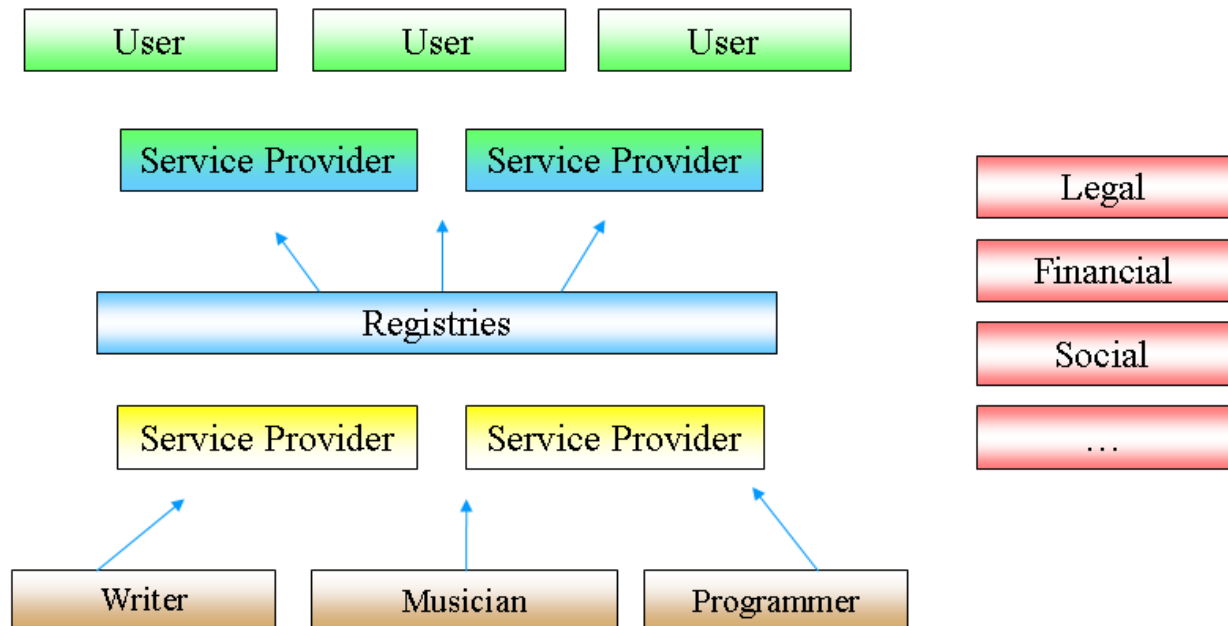 User
User
User
Service Provider
Service Provider
Legal
Financial
Registries
Social
Service Provider
Service Provider
...
Writer
Musician
Programmer